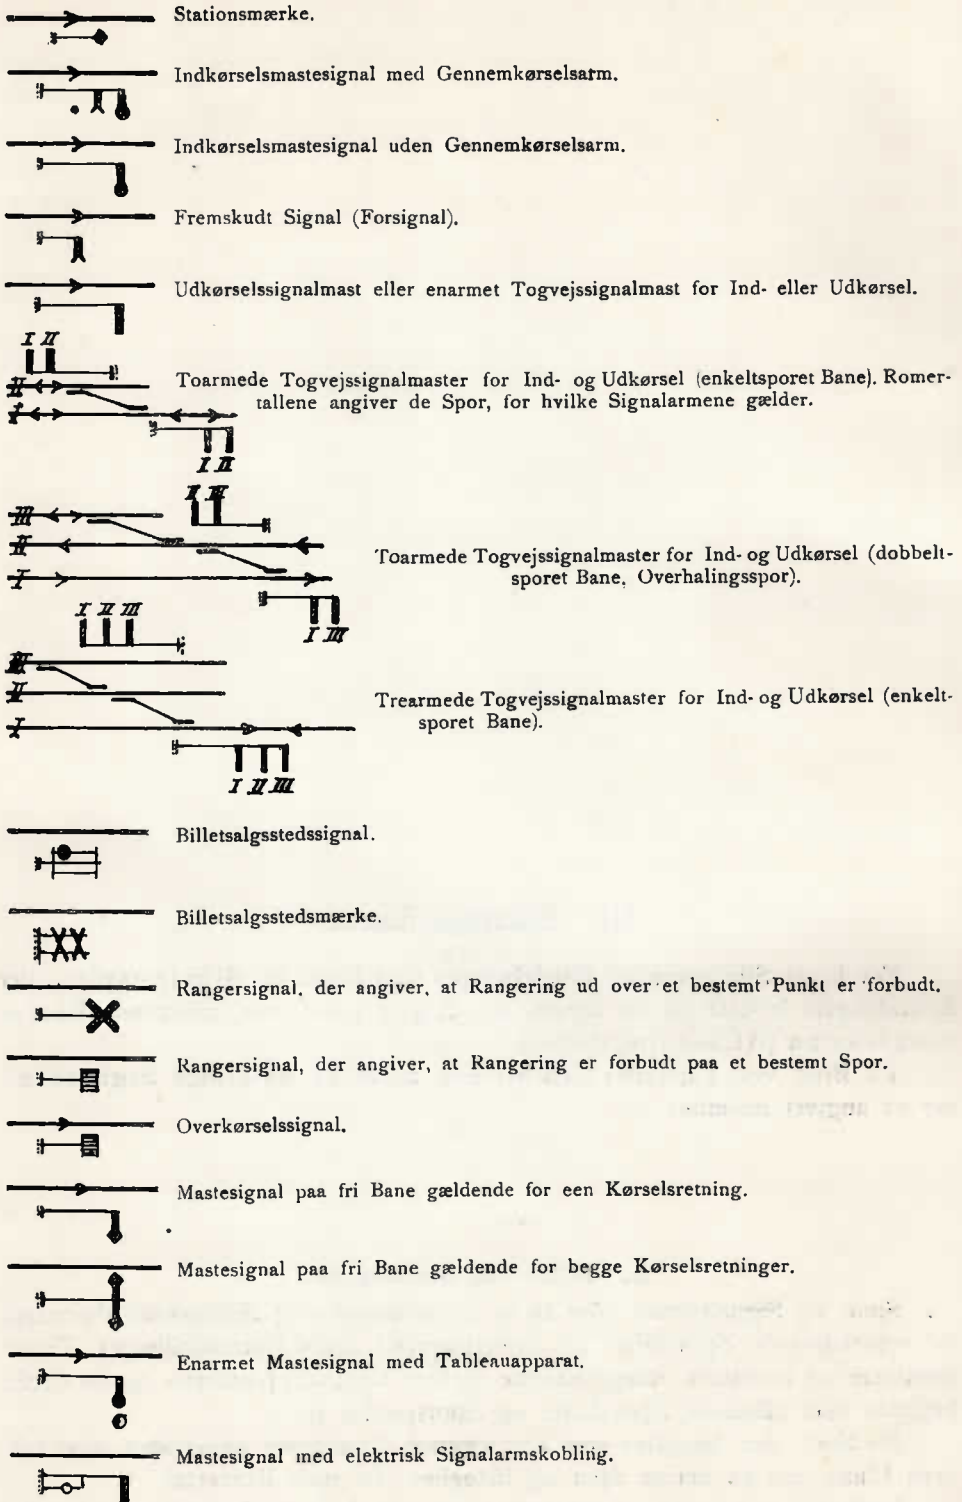 Stationsmærke.
Indkørselsmastesignal med Gennemkørselsarm.
Indkørselsmastesignal uden Gennemkørselsarm.
Fremskudt Signal (Forsignal).
Udkørselssignalmast eller enarmet Togvejssignalmast for Ind- eller Udkørsel.
I II
II
Toarmede Togvejssignalmaster for Ind- og Udkørsel (enkeltsporet Bane). Romer-
tallene angiver de Spor, for hvilke Signalarmene gælder.
I
I II
II III
III
II
Toarmede Togvejssignalmaster for Ind- og Udkørsel (dobbelt-
sporet Bane, Overhalingsspor).
I
I III
I II III
III
II
Trearmede Togvejssignalmaster for Ind- og Udkørsel (enkelt-
sporet Bane).
I
I II III
Billetsalgsstedssignal.
Billetsalgsstedsmærke.
Rangersignal, der angiver, at Rangering ud over et bestemt Punkt er forbudt.
Rangersignal, der angiver, at Rangering er forbudt paa et bestemt Spor.
Overkørselssignal.
Mastesignal paa fri Bane gældende for een Kørselsretning.
Mastesignal paa fri Bane gældende for begge Kørselsretninger.
Enarmet Mastesignal med Tableauapparat.
Mastesignal med elektrisk Signalarmskobling.